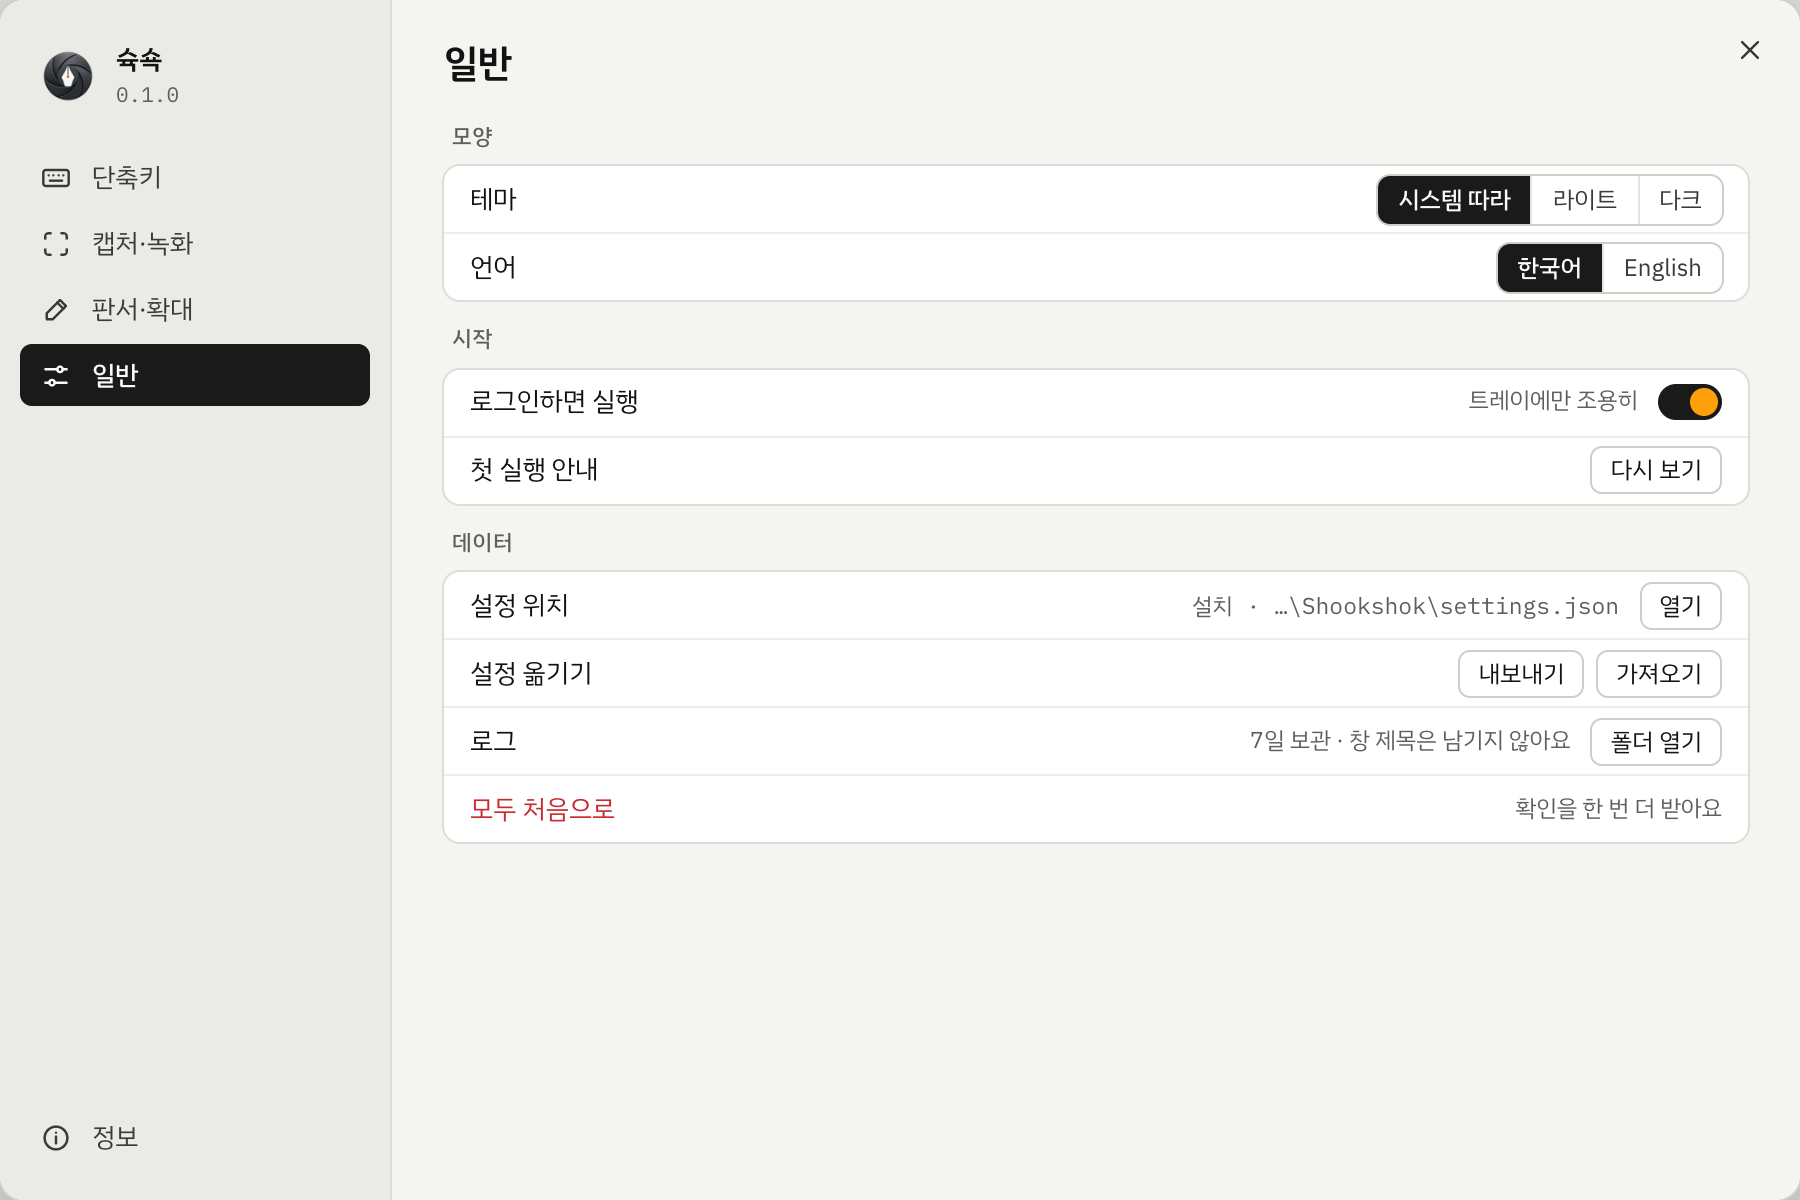 슉쇽
0.1.0
단축키
캡처·녹화
판서·확대
일반
정보
일반
모양
테마
시스템 따라 라이트 다크
언어
한국어 English
시작
로그인하면 실행 트레이에만 조용히
첫 실행 안내 다시 보기
데이터
설정 위치 설치 · …\Shookshok\settings.json 열기
설정 옮기기 내보내기 가져오기
로그 7일 보관 · 창 제목은 남기지 않아요 폴더 열기
모두 처음으로 확인을 한 번 더 받아요